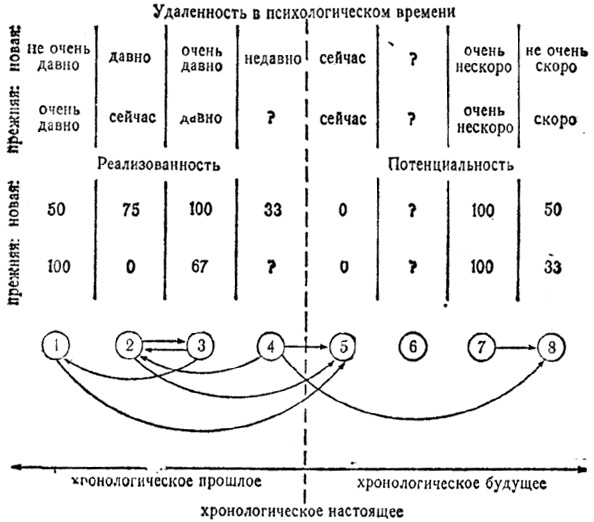 Удаленность в психологическом времени
новая: не очень давно давно очень давно недавно сейчас ? очень нескоро не очень скоро
прежняя: очень давно сейчас давно ? сейчас ? очень нескоро скоро
Реализованность Потенциальность
новая: 50 75 100 33 0 ? 100 50
прежняя: 100 0 67 ? 0 ? 100 33
1 2 3 4 5 6 7 8
хронологическое прошлое хронологическое будущее
хронологическое настоящее